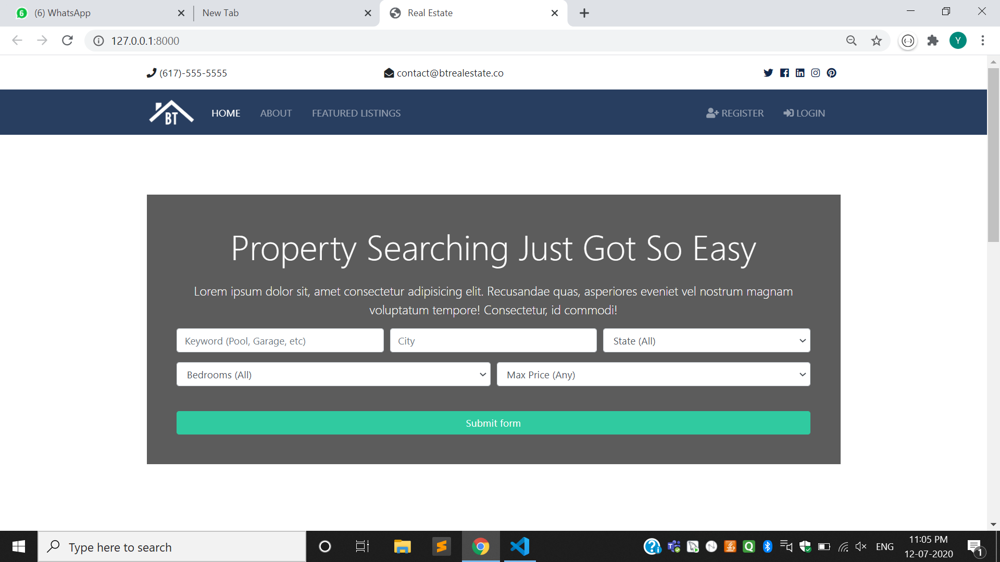 (6) WhatsApp
New Tab
Real Estate
127.0.0.1:8000
Y
(617)-555-5555
contact@btrealestate.co
BT
HOME
ABOUT
FEATURED LISTINGS
REGISTER
LOGIN
Property Searching Just Got So Easy
Lorem ipsum dolor sit, amet consectetur adipisicing elit. Recusandae quas, asperiores eveniet vel nostrum magnam
voluptatum tempore! Consectetur, id commodi!
Keyword (Pool, Garage, etc)
City
State (All)
Bedrooms (All)
Max Price (Any)
Submit form
Type here to search
ENG
11:05 PM
12-07-2020
1